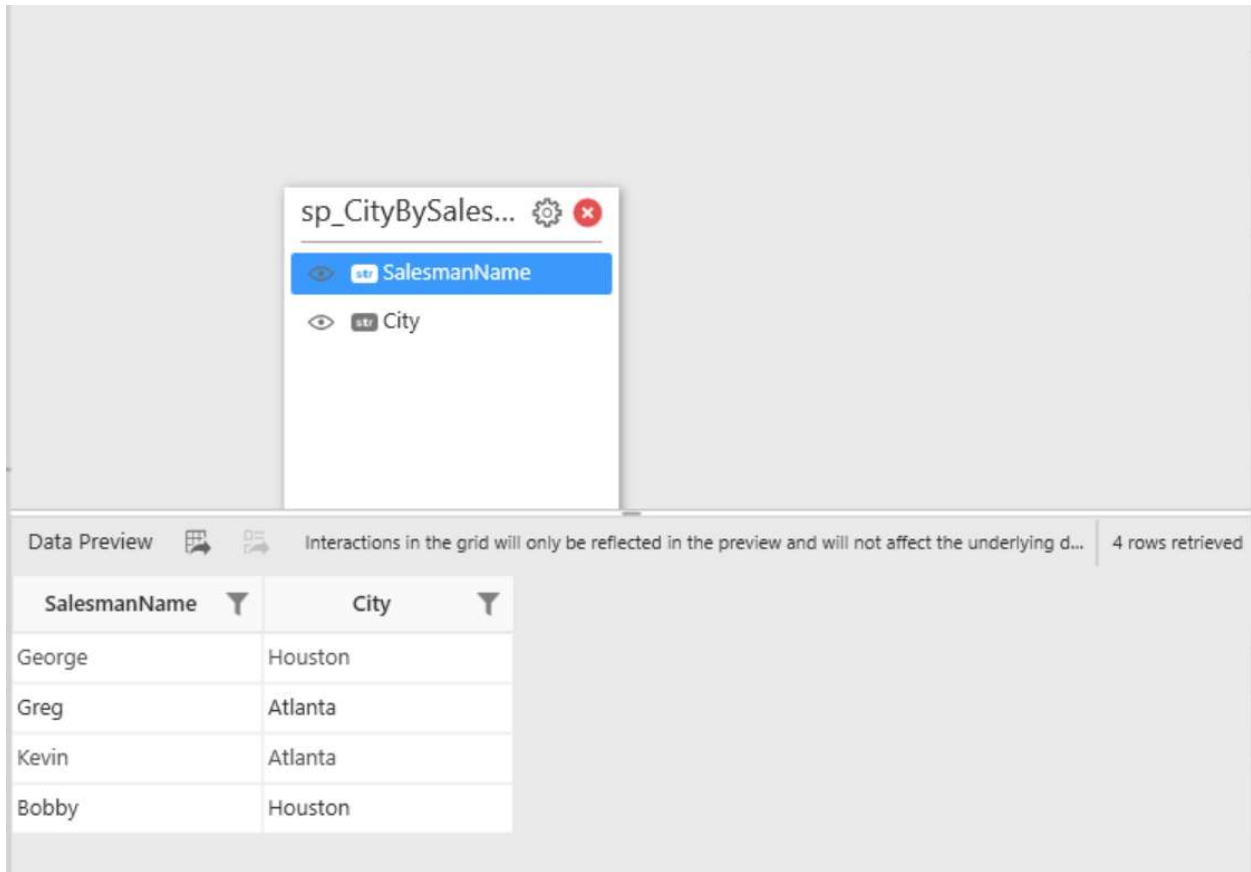 sp_CityBySales...
str SalesmanName
str City
Data Preview Interactions in the grid will only be reflected in the preview and will not affect the underlying d... 4 rows retrieved
SalesmanName City
George Houston
Greg Atlanta
Kevin Atlanta
Bobby Houston